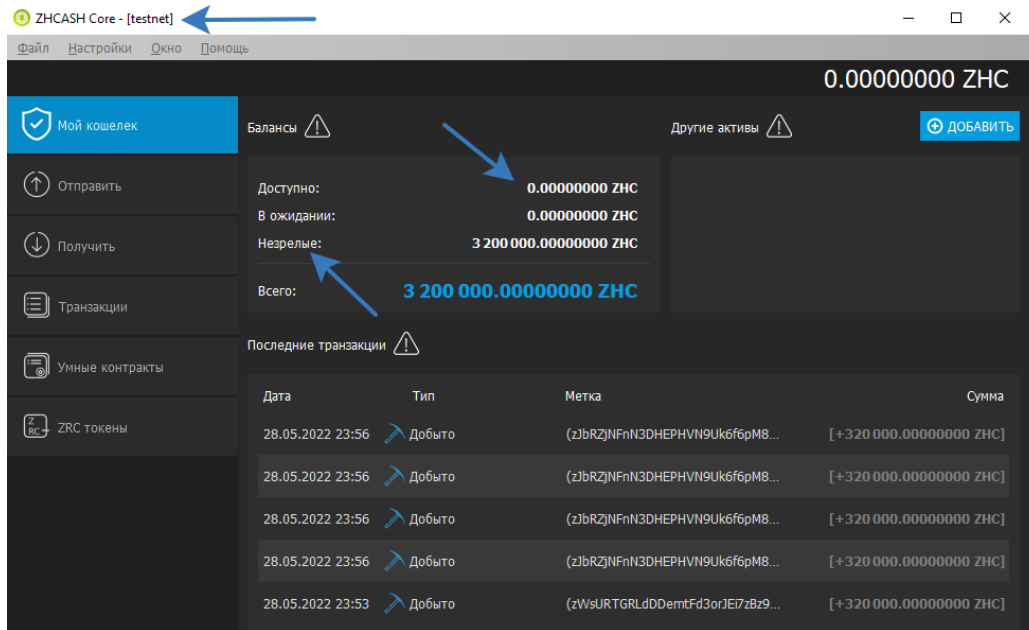 ZHCASH Core - [testnet]
Файл Настройки Окно Помощь
0.00000000 ZHC
Мой кошелек
Отправить
Получить
Транзакции
Умные контракты
ZRC
ZRC токены
Балансы
Доступно: 0.00000000 ZHC
В ожидании: 0.00000000 ZHC
Незрелые: 3 200 000.00000000 ZHC
Всего: 3 200 000.00000000 ZHC
Другие активы
ДОБАВИТЬ
Последние транзакции
Дата Тип Метка Сумма
28.05.2022 23:56 Добыто (zJbRZjNFnN3DHEPHVN9Uk6f6pM8... [+320 000.00000000 ZHC]
28.05.2022 23:56 Добыто (zJbRZjNFnN3DHEPHVN9Uk6f6pM8... [+320 000.00000000 ZHC]
28.05.2022 23:56 Добыто (zJbRZjNFnN3DHEPHVN9Uk6f6pM8... [+320 000.00000000 ZHC]
28.05.2022 23:56 Добыто (zJbRZjNFnN3DHEPHVN9Uk6f6pM8... [+320 000.00000000 ZHC]
28.05.2022 23:53 Добыто (zWsURTGRLdDDemtFd3orJEi7zBz9... [+320 000.00000000 ZHC]